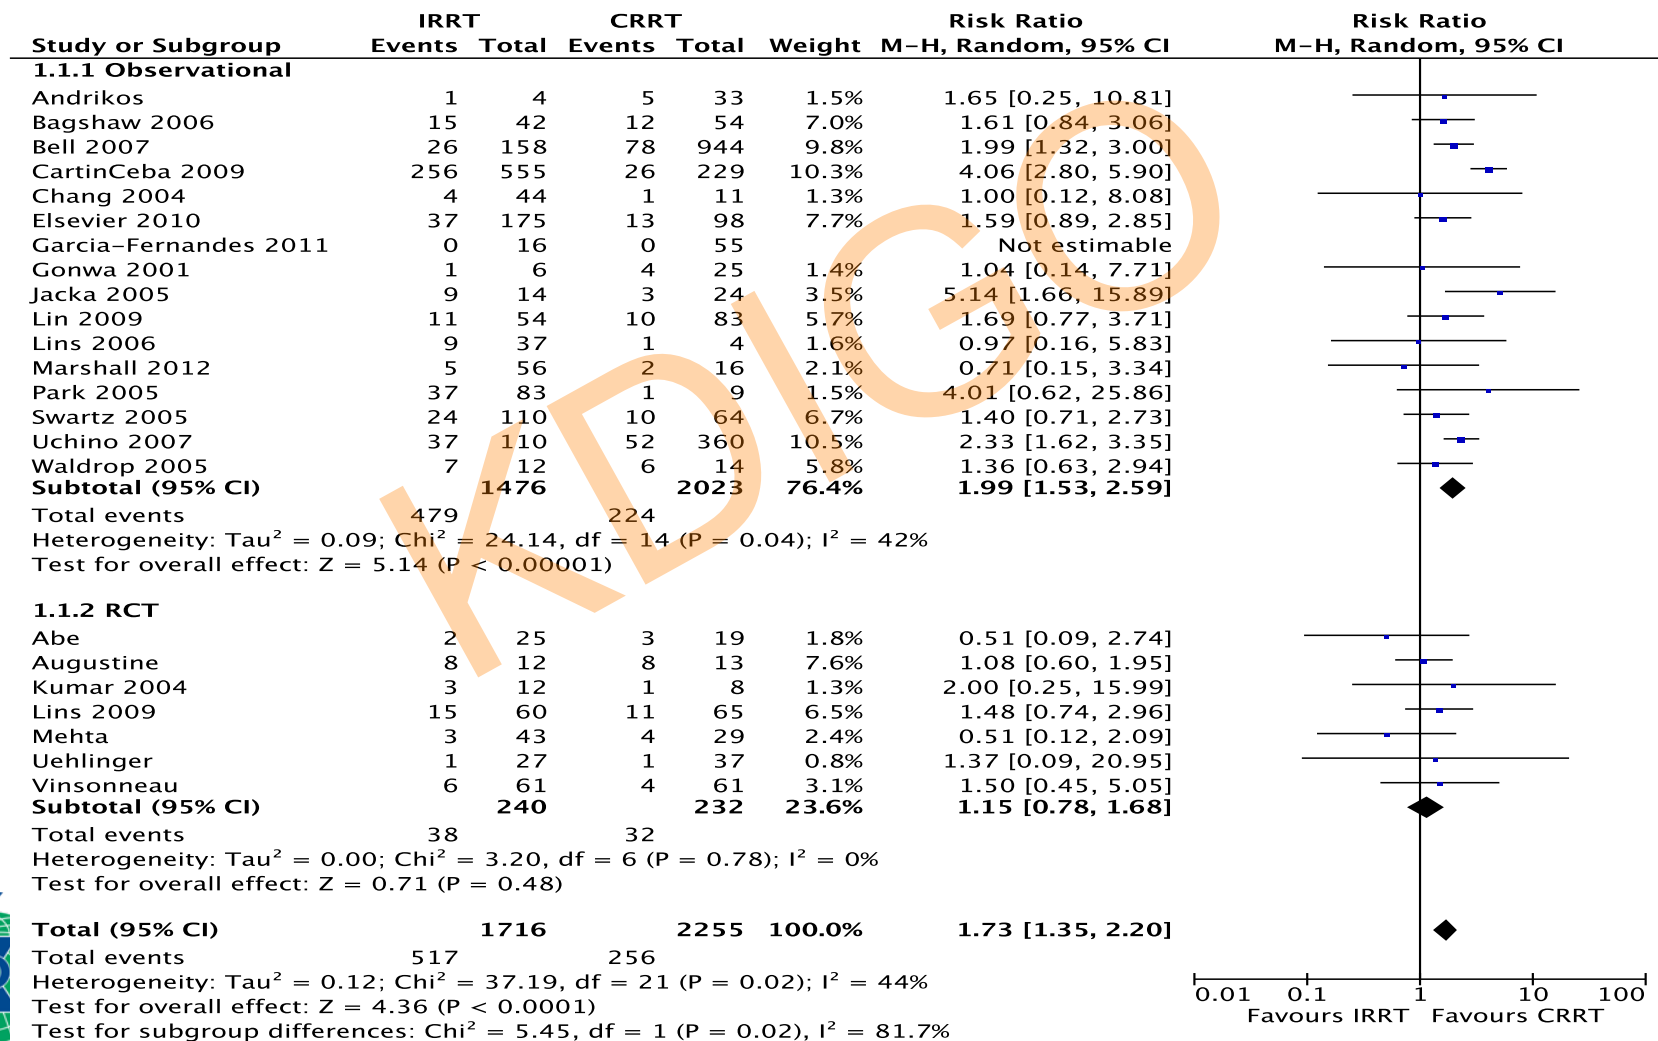 IRRT CRRT Risk Ratio Risk Ratio
Study or Subgroup Events Total Events Total Weight M-H, Random, 95% CI M-H, Random, 95% CI
1.1.1 Observational
Andrikos 1 4 5 33 1.5% 1.65 [0.25, 10.81]
Bagshaw 2006 15 42 12 54 7.0% 1.61 [0.84, 3.06]
Bell 2007 26 158 78 944 9.8% 1.99 [1.32, 3.00]
CartinCeba 2009 256 555 26 229 10.3% 4.06 [2.80, 5.90]
Chang 2004 4 44 1 11 1.3% 1.00 [0.12, 8.08]
Elsevier 2010 37 175 13 98 7.7% 1.59 [0.89, 2.85]
Garcia-Fernandes 2011 0 16 0 55 Not estimable
Gonwa 2001 1 6 4 25 1.4% 1.04 [0.14, 7.71]
Jacka 2005 9 14 3 24 3.5% 5.14 [1.66, 15.89]
Lin 2009 11 54 10 83 5.7% 1.69 [0.77, 3.71]
Lins 2006 9 37 1 4 1.6% 0.97 [0.16, 5.83]
Marshall 2012 5 56 2 16 2.1% 0.71 [0.15, 3.34]
Park 2005 37 83 1 9 1.5% 4.01 [0.62, 25.86]
Swartz 2005 24 110 10 64 6.7% 1.40 [0.71, 2.73]
Uchino 2007 37 110 52 360 10.5% 2.33 [1.62, 3.35]
Waldrop 2005 7 12 6 14 5.8% 1.36 [0.63, 2.94]
Subtotal (95% CI) 1476 2023 76.4% 1.99 [1.53, 2.59]
Total events 479 224
Heterogeneity: Tau² = 0.09; Chi² = 24.14, df = 14 (P = 0.04); I² = 42%
Test for overall effect: Z = 5.14 (P < 0.00001)
1.1.2 RCT
Abe 2 25 3 19 1.8% 0.51 [0.09, 2.74]
Augustine 8 12 8 13 7.6% 1.08 [0.60, 1.95]
Kumar 2004 3 12 1 8 1.3% 2.00 [0.25, 15.99]
Lins 2009 15 60 11 65 6.5% 1.48 [0.74, 2.96]
Mehta 3 43 4 29 2.4% 0.51 [0.12, 2.09]
Uehlinger 1 27 1 37 0.8% 1.37 [0.09, 20.95]
Vinsonneau 6 61 4 61 3.1% 1.50 [0.45, 5.05]
Subtotal (95% CI) 240 232 23.6% 1.15 [0.78, 1.68]
Total events 38 32
Heterogeneity: Tau² = 0.00; Chi² = 3.20, df = 6 (P = 0.78); I² = 0%
Test for overall effect: Z = 0.71 (P = 0.48)
Total (95% CI) 1716 2255 100.0% 1.73 [1.35, 2.20]
Total events 517 256
Heterogeneity: Tau² = 0.12; Chi² = 37.19, df = 21 (P = 0.02); I² = 44%
Test for overall effect: Z = 4.36 (P < 0.0001)
Test for subgroup differences: Chi² = 5.45, df = 1 (P = 0.02), I² = 81.7%
0.01 0.1 1 10 100
Favours IRRT Favours CRRT
KDIGO